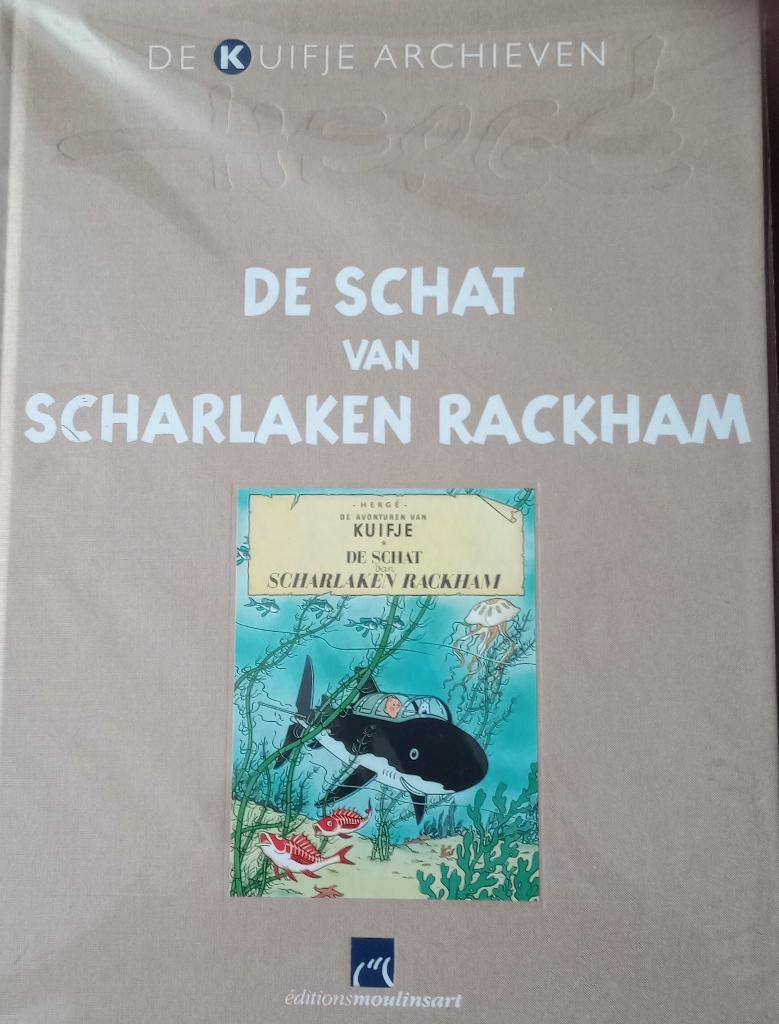 DE KUIFJE ARCHIEVEN
Hergé
DE SCHAT
VAN
SCHARLAKEN RACKHAM
- HERGÉ -
DE AVONTUREN VAN
KUIFJE
*
DE SCHAT
van
SCHARLAKEN RACKHAM
éditionsmoulinsart